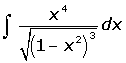 ∫ x⁴ / √((1 − x²)³) dx